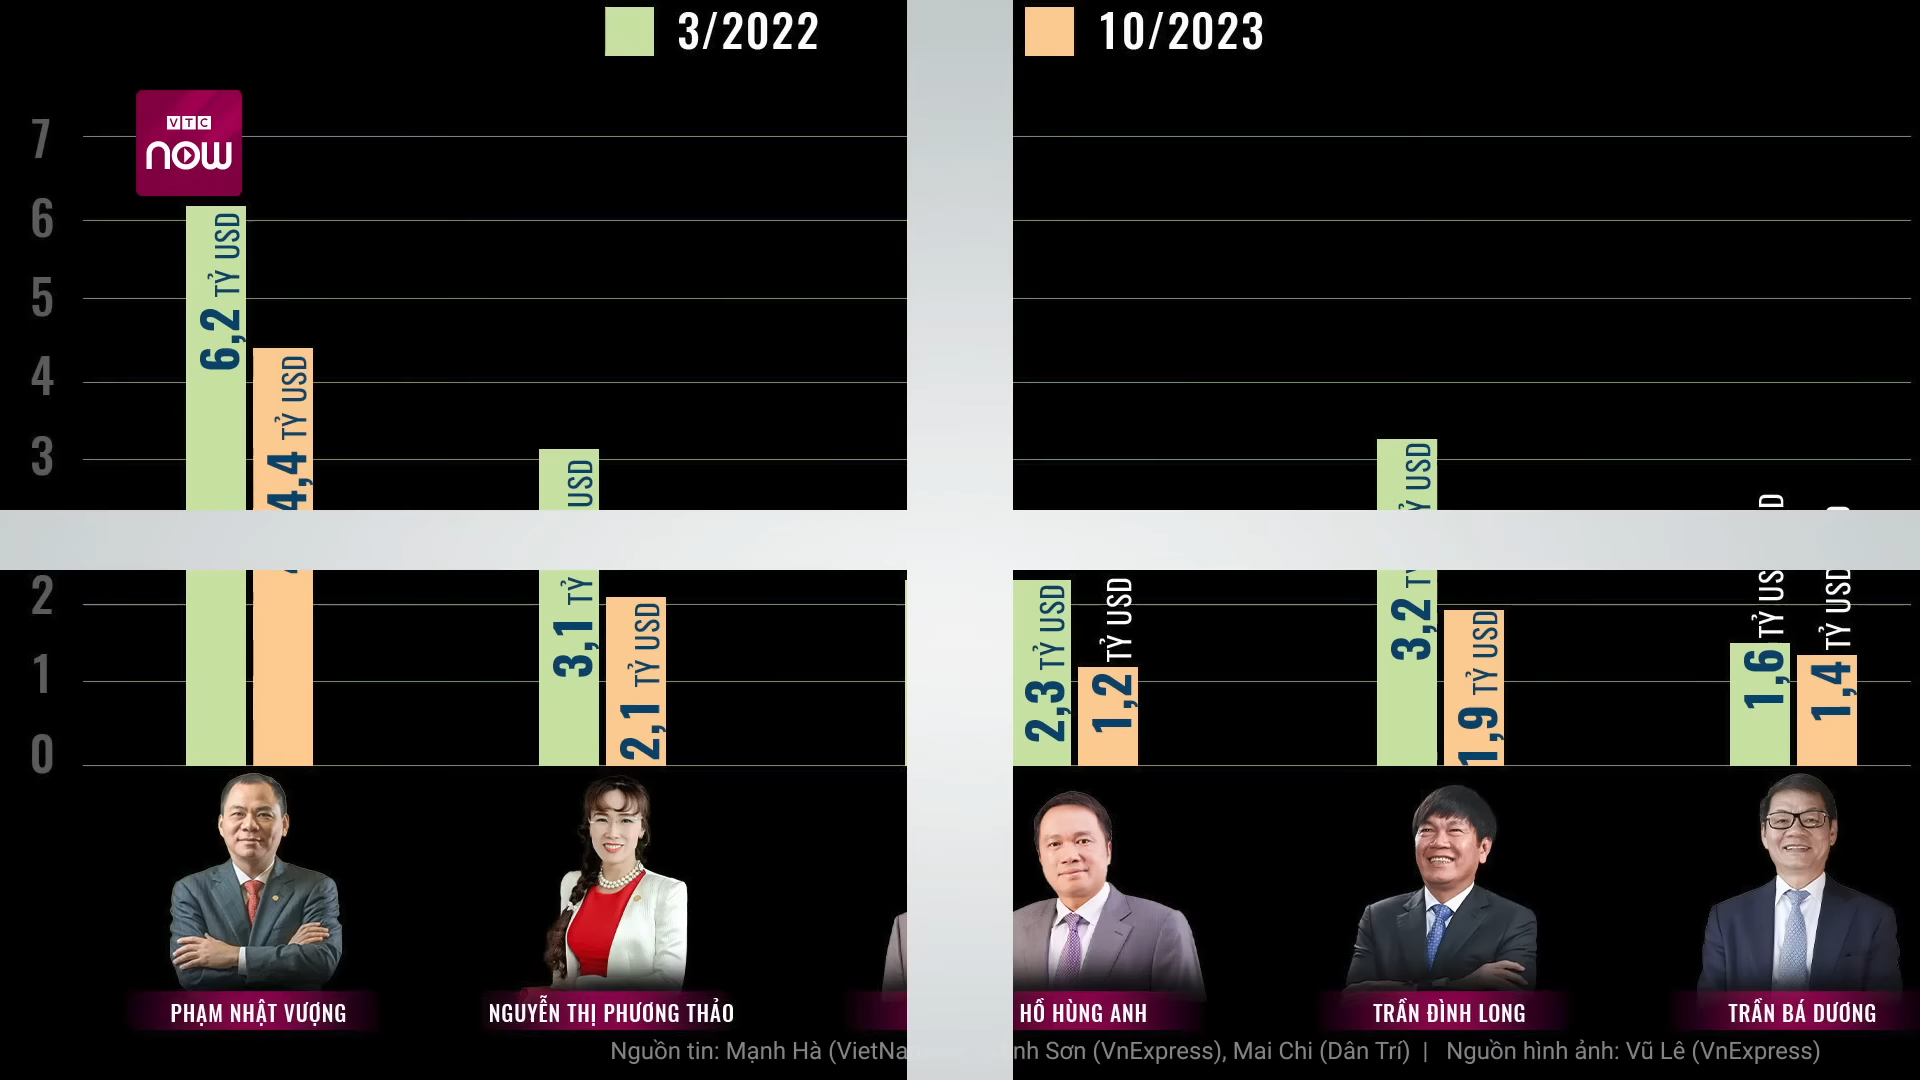 3/2022
10/2023
VTC
now
7
6
5
4
3
2
1
0
6,2 TỶ USD
4,4 TỶ USD
3,1 TỶ USD
2,1 TỶ USD
2,3 TỶ USD
1,2 TỶ USD
3,2 TỶ USD
1,9 TỶ USD
1,6 TỶ USD
1,4 TỶ USD
PHẠM NHẬT VƯỢNG
NGUYỄN THỊ PHƯƠNG THẢO
HỒ HÙNG ANH
TRẦN ĐÌNH LONG
TRẦN BÁ DƯƠNG
Nguồn tin: Mạnh Hà Sơn (VnExpress), Mai Chi (Dân Trí) | Nguồn hình ảnh: Vũ Lê (VnExpress)